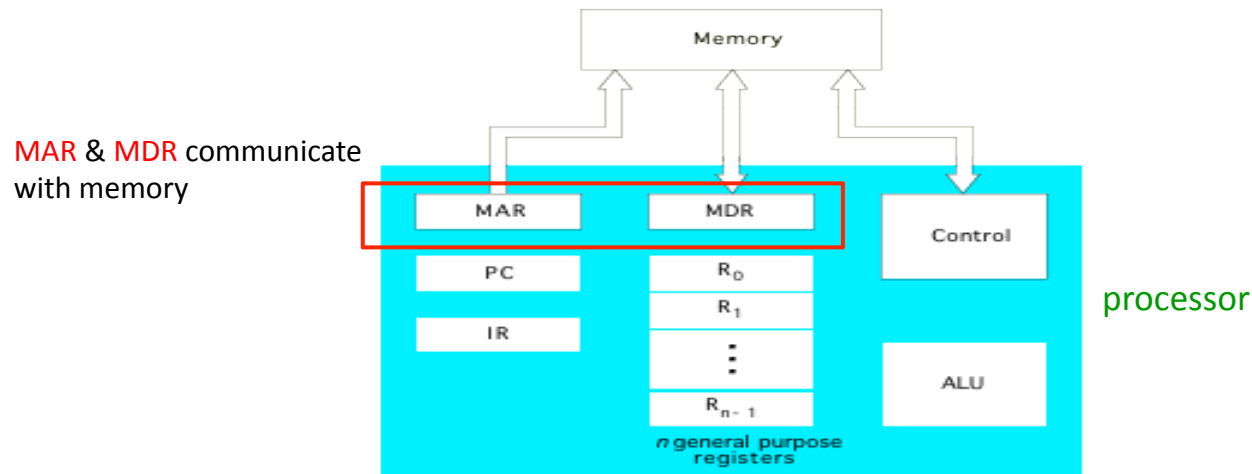 Memory
MAR & MDR communicate
with memory
MAR
MDR
Control
PC
R0
R1
IR
⋮
ALU
Rn-1
n general purpose
registers
processor